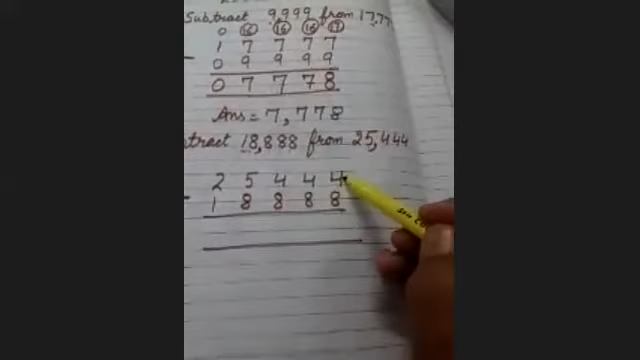 Subtract 9,999 from 17,77
0 16 16 16 17
1 7 7 7 7
- 0 9 9 9 9
0 7 7 7 8
Ans = 7,778
tract 18,888 from 25,444
2 5 4 4 4
- 1 8 8 8 8